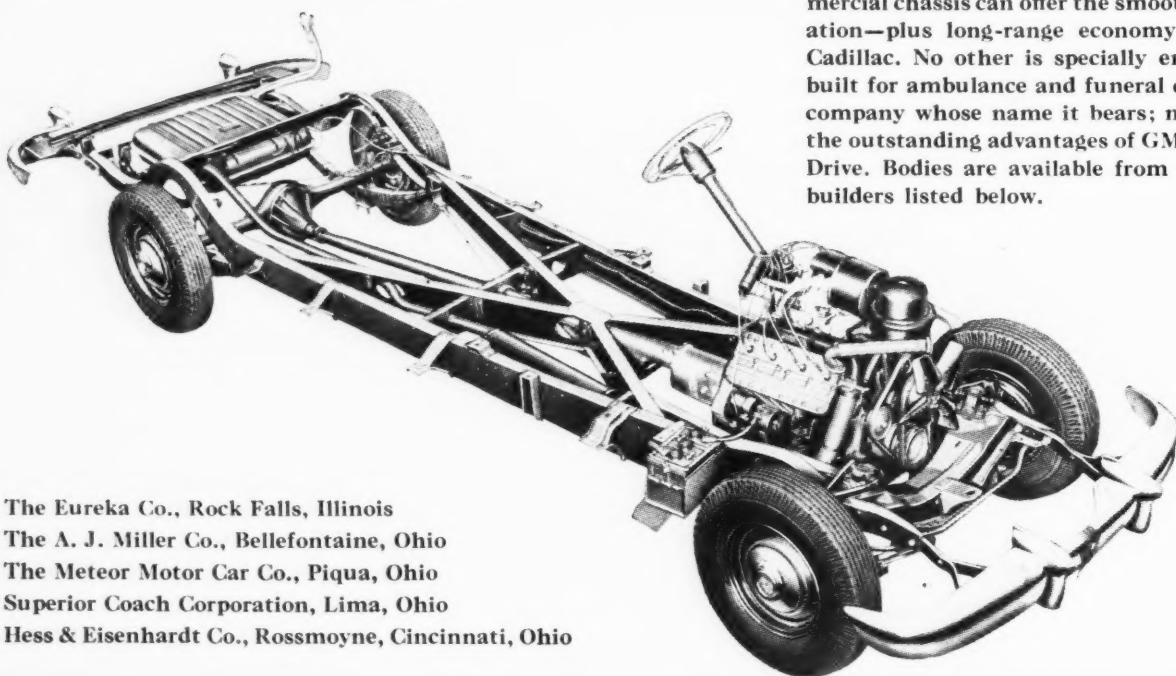 mercial chassis can offer the smooth
ation—plus long-range economy
Cadillac. No other is specially
built for ambulance and funeral
company whose name it bears;
the outstanding advantages of GM
Drive. Bodies are available from
builders listed below.
The Eureka Co., Rock Falls, Illinois
The A. J. Miller Co., Bellefontaine, Ohio
The Meteor Motor Car Co., Piqua, Ohio
Superior Coach Corporation, Lima, Ohio
Hess & Eisenhardt Co., Rossmoyne, Cincinnati, Ohio